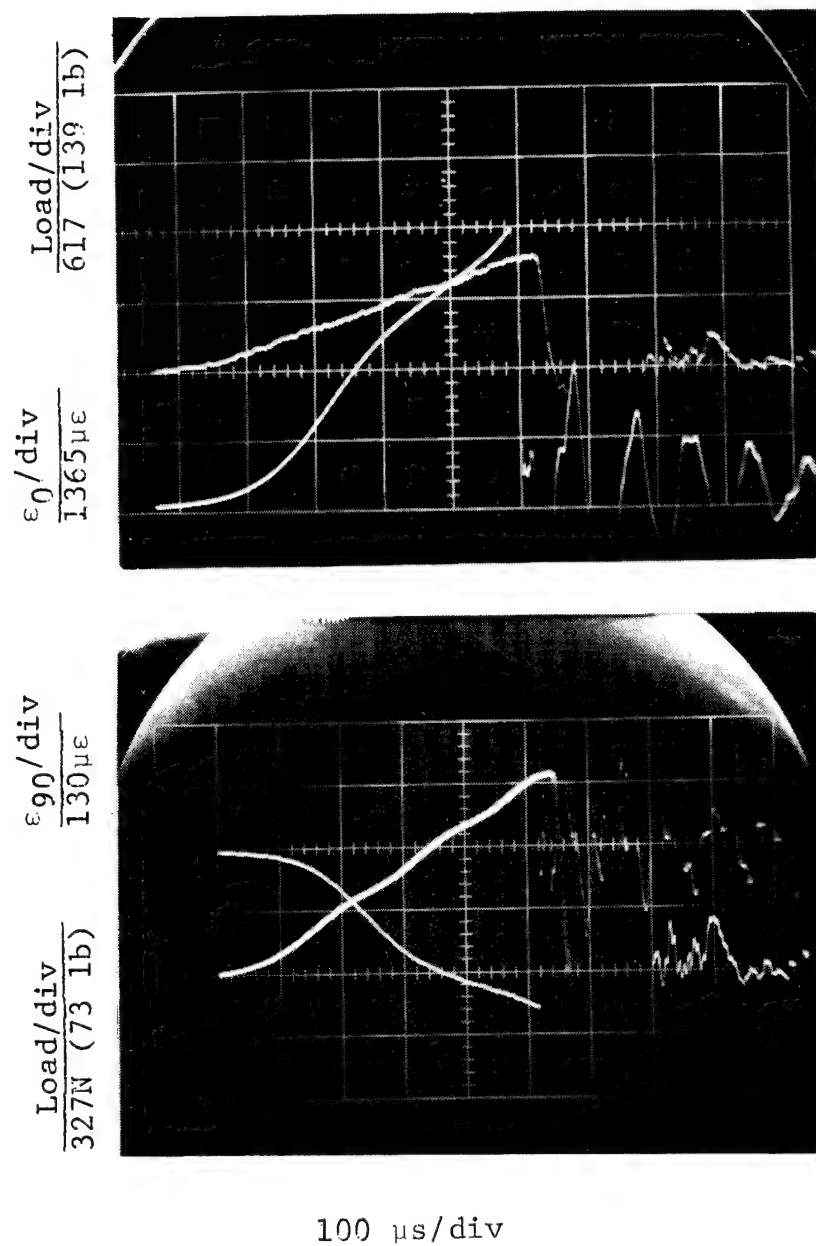 Load/div
617 (139 lb)
ε0/div
1365με
ε90/div
130με
Load/div
327N (73 lb)
100 μs/div